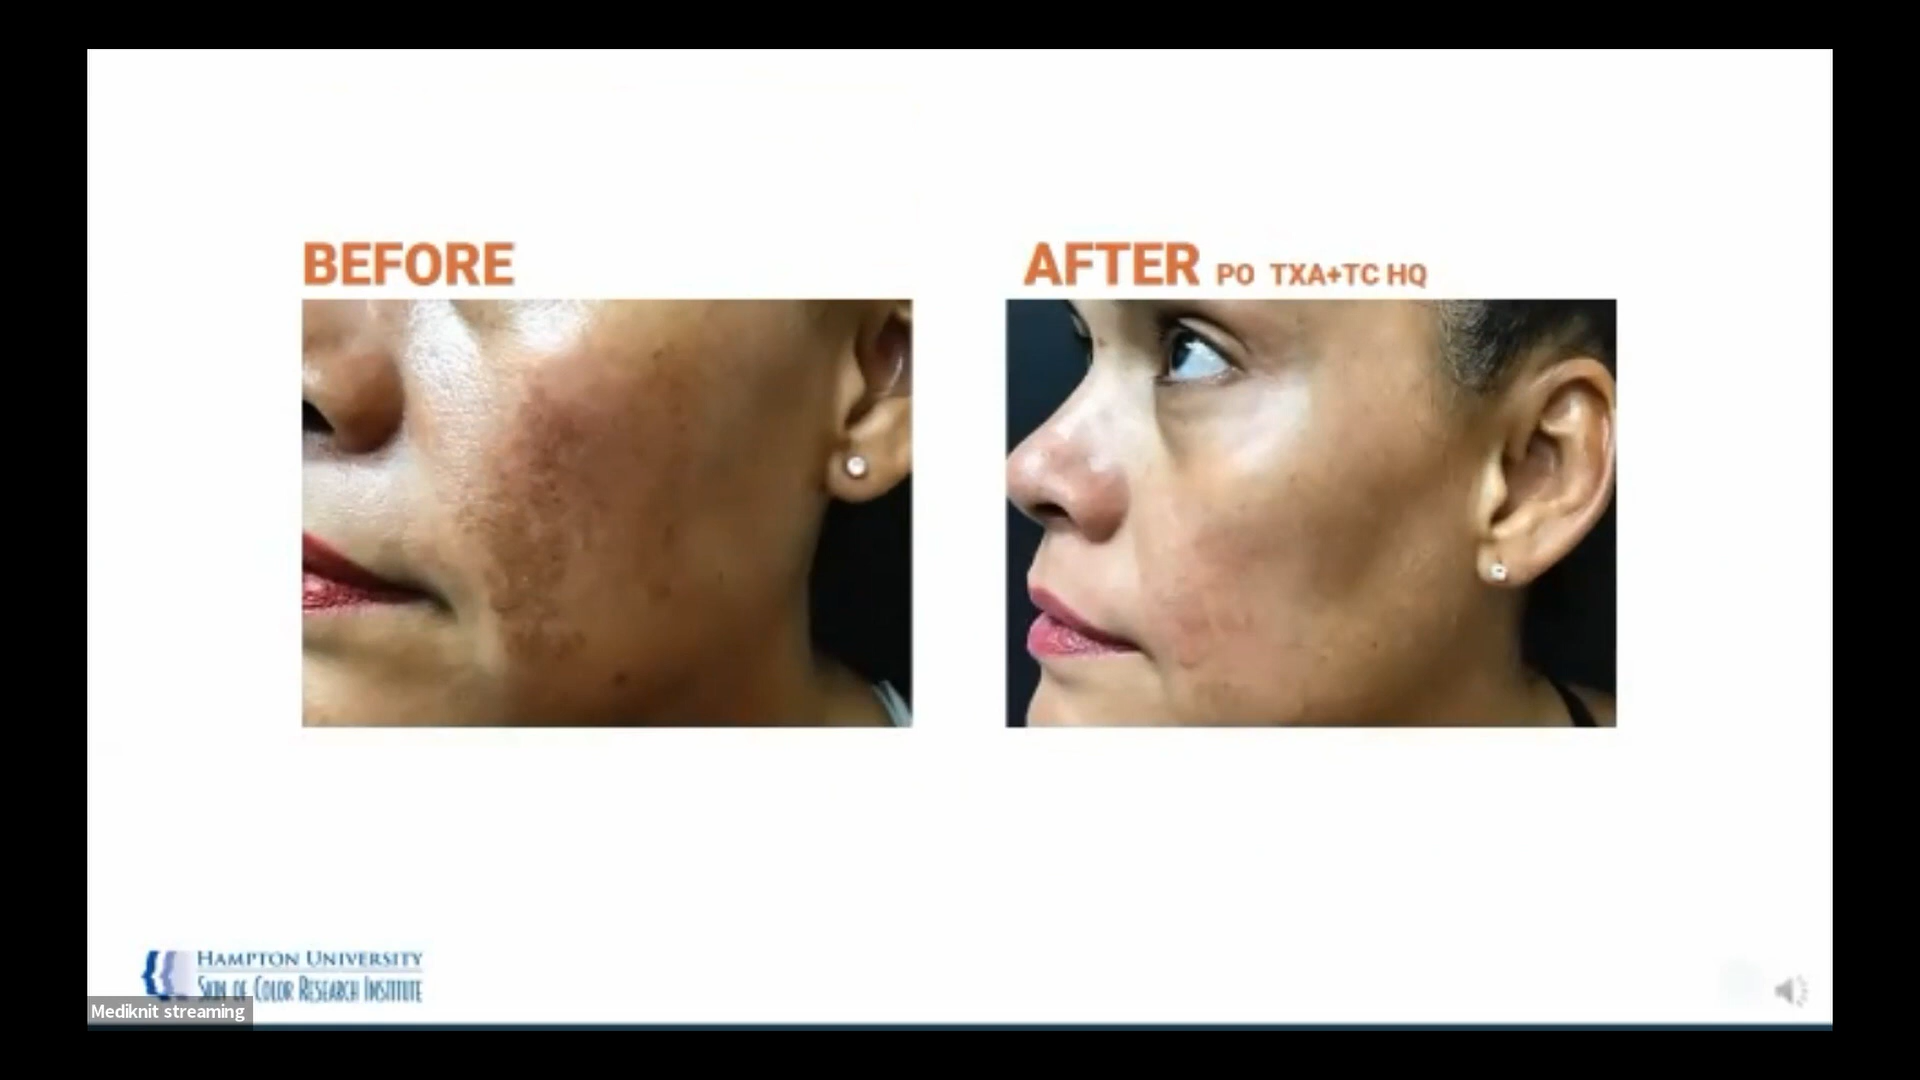 BEFORE
AFTER PO TXA+TC HQ
HAMPTON UNIVERSITY
SKIN OF COLOR RESEARCH INSTITUTE
Mediknit streaming